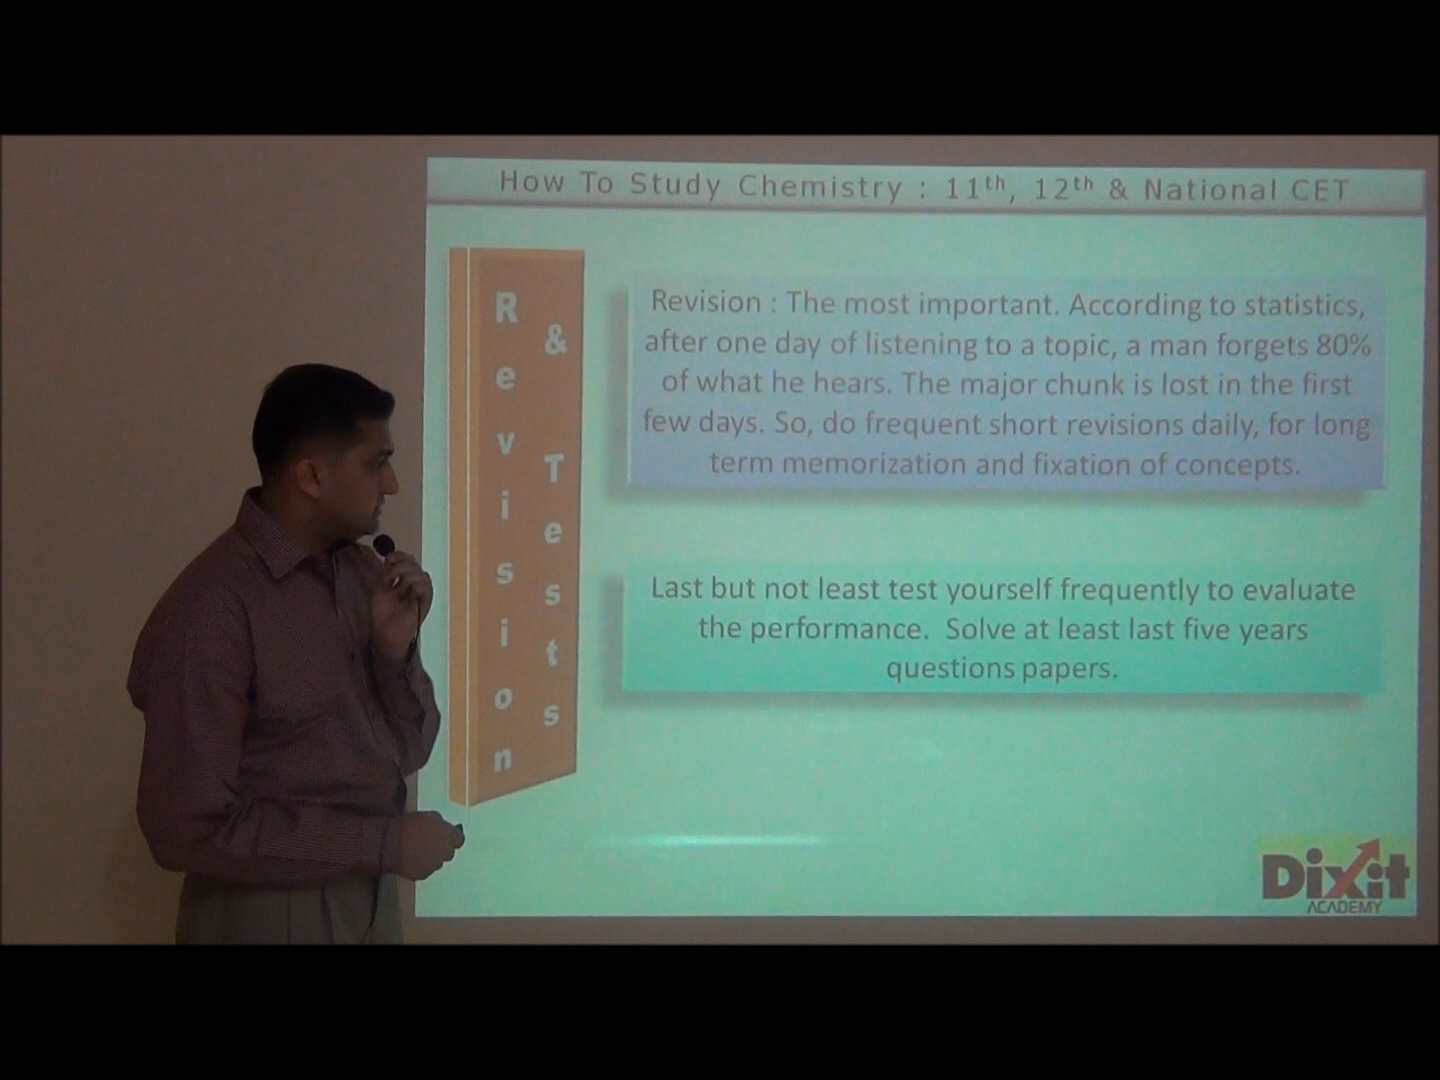 How To Study Chemistry : 11th, 12th & National CET
Revision
& Tests
Revision : The most important. According to statistics,
after one day of listening to a topic, a man forgets 80%
of what he hears. The major chunk is lost in the first
few days. So, do frequent short revisions daily, for long
term memorization and fixation of concepts.
Last but not least test yourself frequently to evaluate
the performance. Solve at least last five years
questions papers.
Dixit
ACADEMY